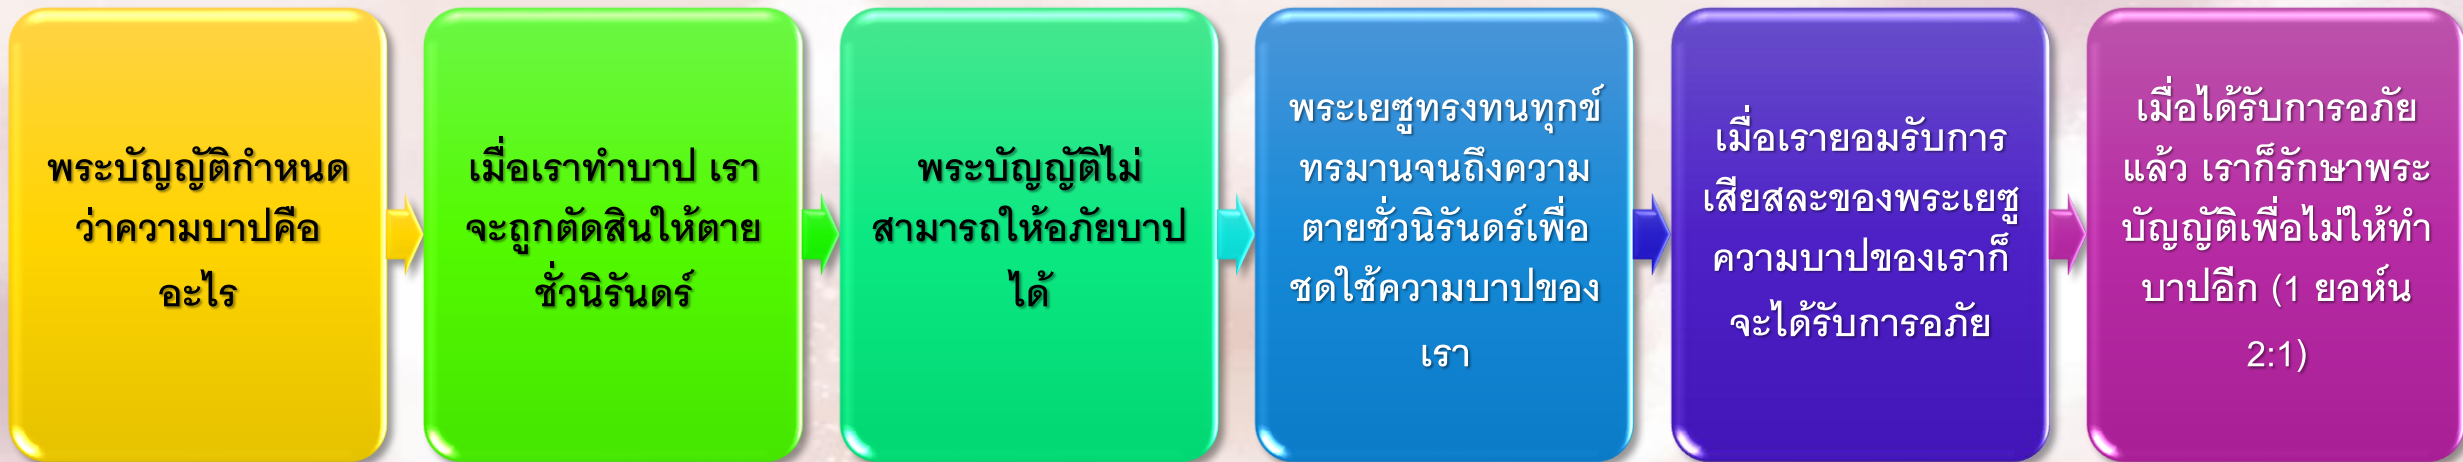 พระบัญญัติกำหนด
ว่าความบาปคือ
อะไร
เมื่อเราทำบาป เรา
จะถูกตัดสินให้ตาย
ชั่วนิรันดร์
พระบัญญัติไม่
สามารถให้อภัยบาป
ได้
พระเยซูทรงทนทุกข์
ทรมานจนถึงความ
ตายชั่วนิรันดร์เพื่อ
ชดใช้ความบาปของ
เรา
เมื่อเรายอมรับการ
เสียสละของพระเยซู
ความบาปของเราก็
จะได้รับการอภัย
เมื่อได้รับการอภัย
แล้ว เราก็รักษาพระ
บัญญัติเพื่อไม่ให้ทำ
บาปอีก (1 ยอห์น
2:1)